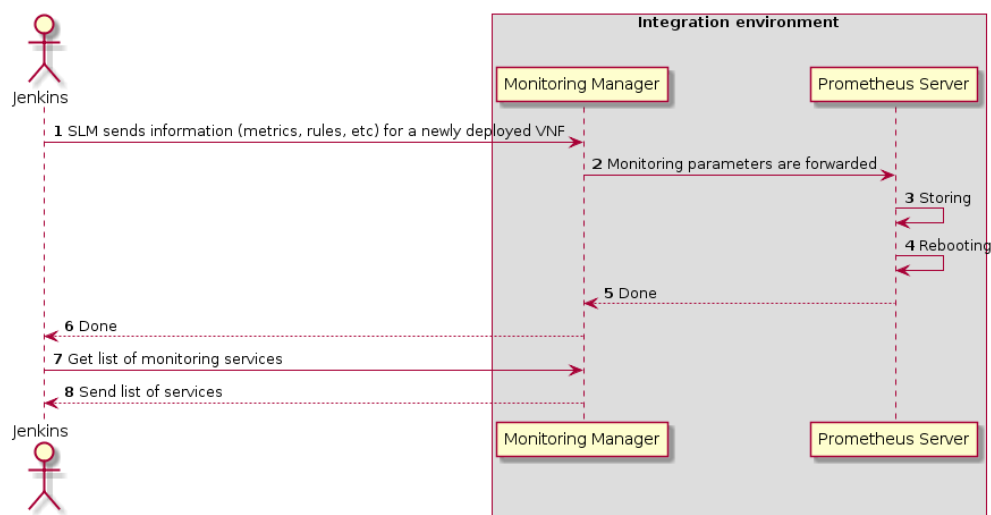 Integration environment
Jenkins
Monitoring Manager
Prometheus Server
1 SLM sends information (metrics, rules, etc) for a newly deployed VNF
2 Monitoring parameters are forwarded
3 Storing
4 Rebooting
5 Done
6 Done
7 Get list of monitoring services
8 Send list of services
Jenkins
Monitoring Manager
Prometheus Server